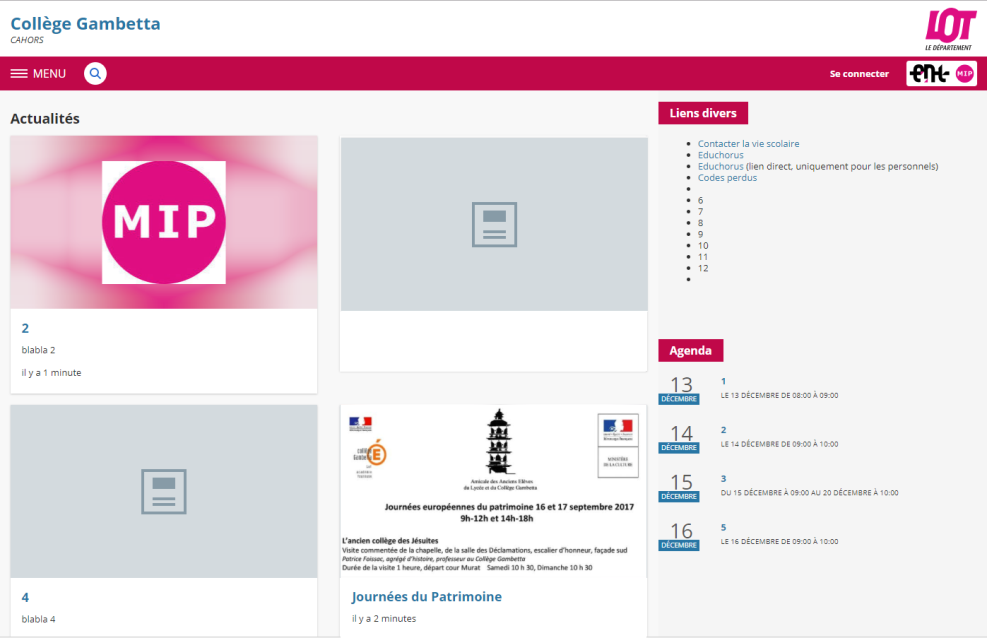 Collège Gambetta
CAHORS
LOT
LE DÉPARTEMENT
MENU
Se connecter
ent
MIP
Actualités
MIP
2
blabla 2
il y a 1 minute
4
blabla 4
Collège
Gambetta
Amicale des Anciens Elèves
du Lycée et du Collège Gambetta
MINISTÈRE
DE LA CULTURE
Journées européennes du patrimoine 16 et 17 septembre 2017
9h-12h et 14h-18h
L'ancien collège des Jésuites
Visite commentée de la chapelle, de la salle des Déclamations, escalier d'honneur, façade sud
Patrice Foissac, agrégé d'histoire, professeur au Collège Gambetta
Durée de la visite 1 heure, départ cour Murat Samedi 10 h 30, Dimanche 10 h 30
Journées du Patrimoine
il y a 2 minutes
Liens divers
Contacter la vie scolaire
Educhorus
Educhorus (lien direct, uniquement pour les personnels)
Codes perdus
6
7
8
9
10
11
12
Agenda
13
DÉCEMBRE
1
LE 13 DÉCEMBRE DE 08:00 À 09:00
14
DÉCEMBRE
2
LE 14 DÉCEMBRE DE 09:00 À 10:00
15
DÉCEMBRE
3
DU 15 DÉCEMBRE À 09:00 AU 20 DÉCEMBRE À 10:00
16
DÉCEMBRE
5
LE 16 DÉCEMBRE DE 09:00 À 10:00